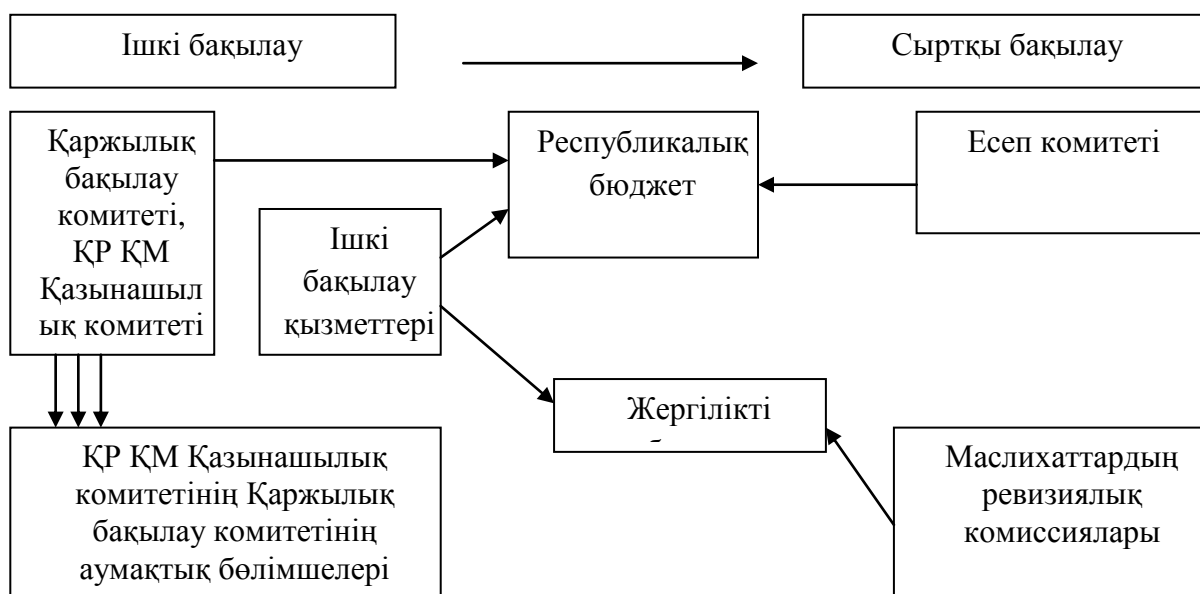 Ішкі бақылау
Сыртқы бақылау
Қаржылық
бақылау
комитеті,
ҚР ҚМ
Қазынашыл
ық комитеті
Ішкі
бақылау
қызметтері
Республикалық
бюджет
Есеп комитеті
Жергілікті
ҚР ҚМ Қазынашылық
комитетінің Қаржылық
бақылау комитетінің
аумақтық бөлімшелері
Маслихаттардың
ревизиялық
комиссиялары